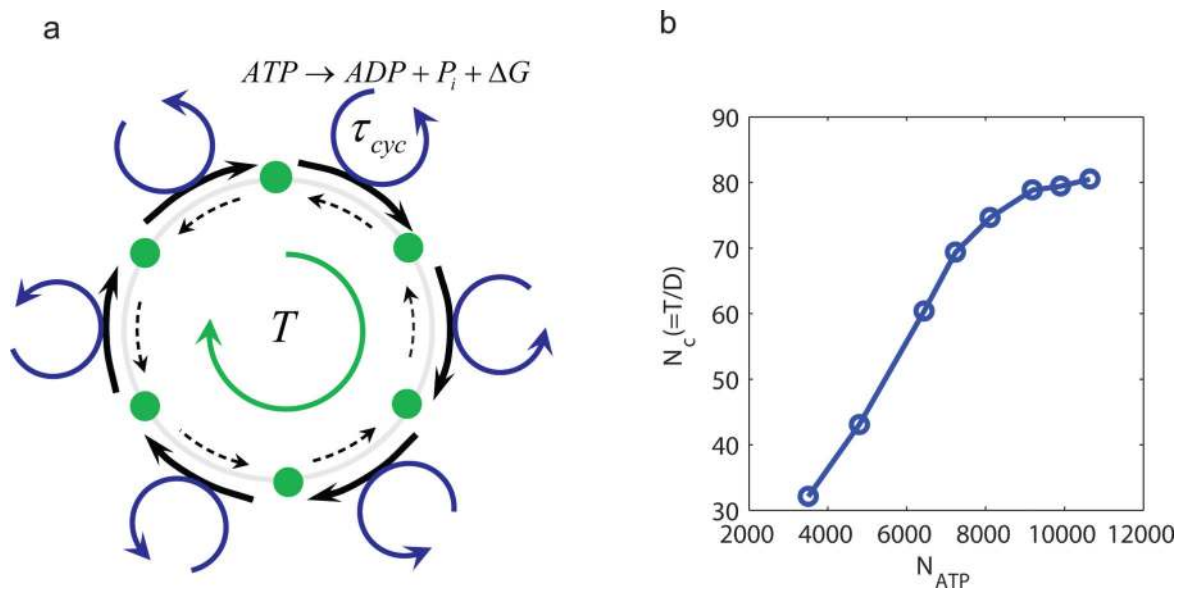 a
ATP → ADP + P_i + ΔG
τ_cyc
T
b
90
80
70
60
50
40
30
N_c(=T/D)
2000 4000 6000 8000 10000 12000
N_ATP